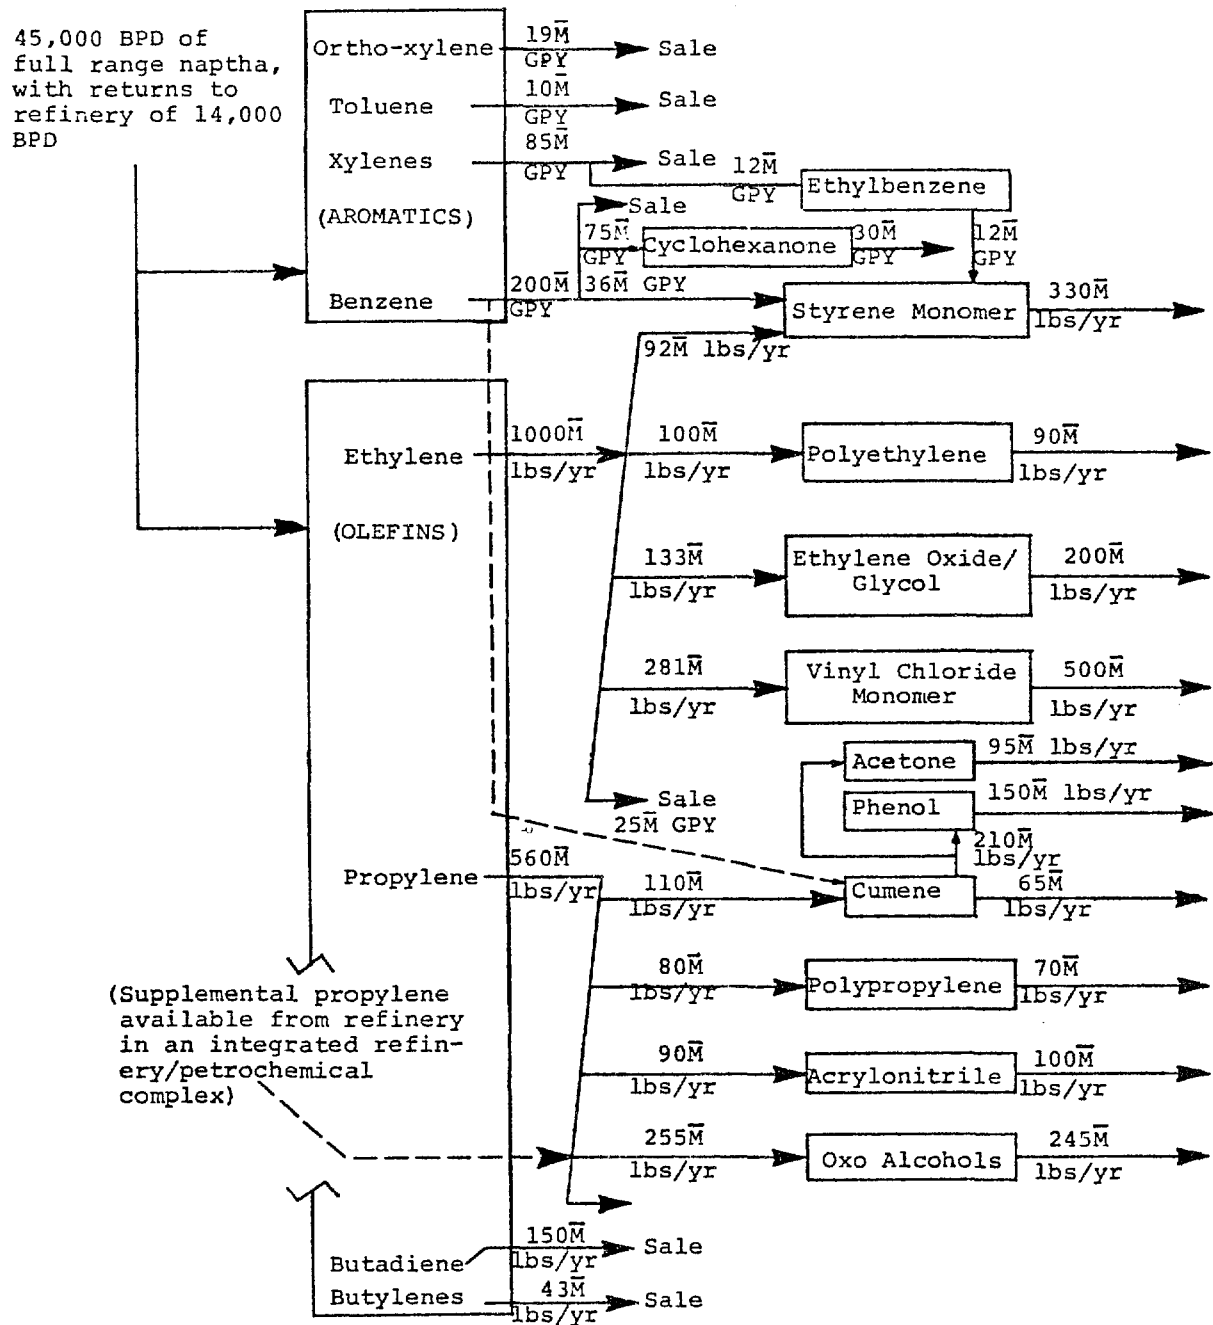 45,000 BPD of
full range naptha,
with returns to
refinery of 14,000
BPD
Ortho-xylene
19M̅
GPY
Sale
Toluene
10M̅
GPY
Sale
Xylenes
85M̅
GPY
Sale
12M̅
GPY
Ethylbenzene
(AROMATICS)
Sale
75M̅
GPY
Cyclohexanone
30M̅
GPY
12M̅
GPY
Benzene
200M̅
GPY
36M̅ GPY
Styrene Monomer
330M̅
lbs/yr
92M̅ lbs/yr
Ethylene
1000M̅
lbs/yr
100M̅
lbs/yr
Polyethylene
90M̅
lbs/yr
(OLEFINS)
133M̅
lbs/yr
Ethylene Oxide/
Glycol
200M̅
lbs/yr
281M̅
lbs/yr
Vinyl Chloride
Monomer
500M̅
lbs/yr
Acetone
95M̅ lbs/yr
Sale
25M̅ GPY
Phenol
150M̅ lbs/yr
210M̅
lbs/yr
Propylene
560M̅
lbs/yr
110M̅
lbs/yr
Cumene
65M̅
lbs/yr
80M̅
lbs/yr
Polypropylene
70M̅
lbs/yr
(Supplemental propylene
available from refinery
in an integrated refin-
ery/petrochemical
complex)
90M̅
lbs/yr
Acrylonitrile
100M̅
lbs/yr
255M̅
lbs/yr
Oxo Alcohols
245M̅
lbs/yr
Butadiene
150M̅
lbs/yr
Sale
Butylenes
43M̅
lbs/yr
Sale